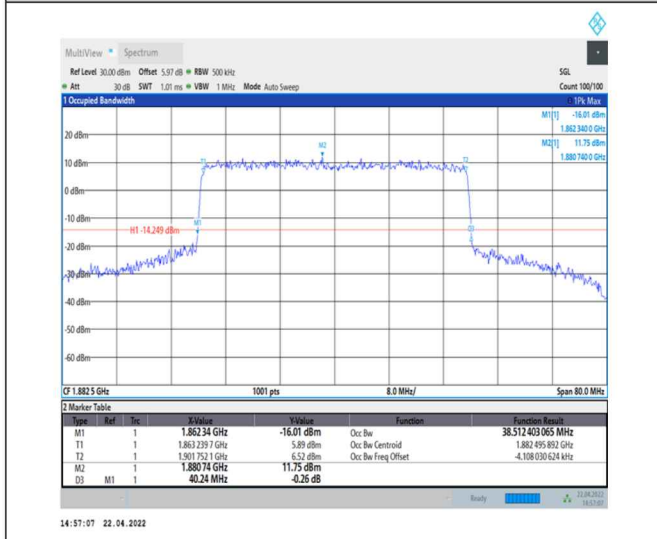 MultiView Spectrum
Ref Level 30.00 dBm Offset 5.97 dB RBW 500 kHz SGL
Att 30 dB SWT 1.01 ms VBW 1 MHz Mode Auto Sweep Count 100/100
1 Occupied Bandwidth 1Pk Max
M1[1] -16.01 dBm
1.862 340 0 GHz
M2[1] 11.75 dBm
1.880 740 0 GHz
20 dBm
M2
T1 T2
10 dBm
0 dBm
-10 dBm
M1
H1 -14.249 dBm
D3
-20 dBm
-30 dBm
-40 dBm
-50 dBm
-60 dBm
CF 1.882 5 GHz 1001 pts 8.0 MHz/ Span 80.0 MHz
2 Marker Table
Type Ref Trc X-Value Y-Value Function Function Result
M1 1 1.862 34 GHz -16.01 dBm Occ Bw 38.512 403 065 MHz
T1 1 1.863 239 7 GHz 5.89 dBm Occ Bw Centroid 1.882 495 892 GHz
T2 1 1.901 752 1 GHz 6.52 dBm Occ Bw Freq Offset -4.108 030 624 kHz
M2 1 1.880 74 GHz 11.75 dBm
D3 M1 1 40.24 MHz -0.26 dB
Ready 22.04.2022
14:57:07
14:57:07 22.04.2022